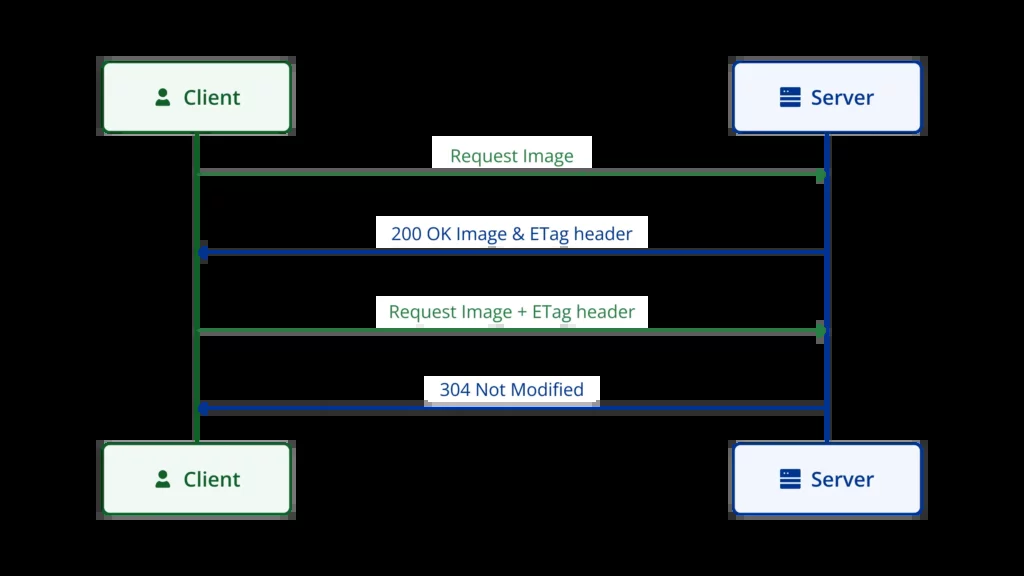 Client
Server
Request Image
200 OK Image & ETag header
Request Image + ETag header
304 Not Modified
Client
Server